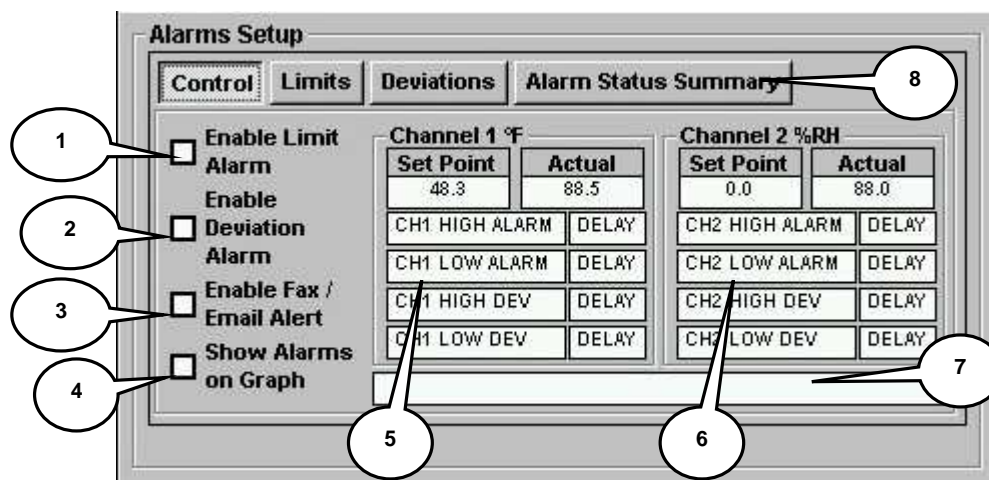 Alarms Setup
Control Limits Deviations Alarm Status Summary
8
1
Enable Limit
Alarm
2
Enable
Deviation
Alarm
3
Enable Fax /
Email Alert
4
Show Alarms
on Graph
Channel 1 °F
Set Point Actual
48.3 88.5
CH1 HIGH ALARM DELAY
CH1 LOW ALARM DELAY
CH1 HIGH DEV DELAY
CH1 LOW DEV DELAY
5
Channel 2 %RH
Set Point Actual
0.0 88.0
CH2 HIGH ALARM DELAY
CH2 LOW ALARM DELAY
CH2 HIGH DEV DELAY
CH2 LOW DEV DELAY
6
7